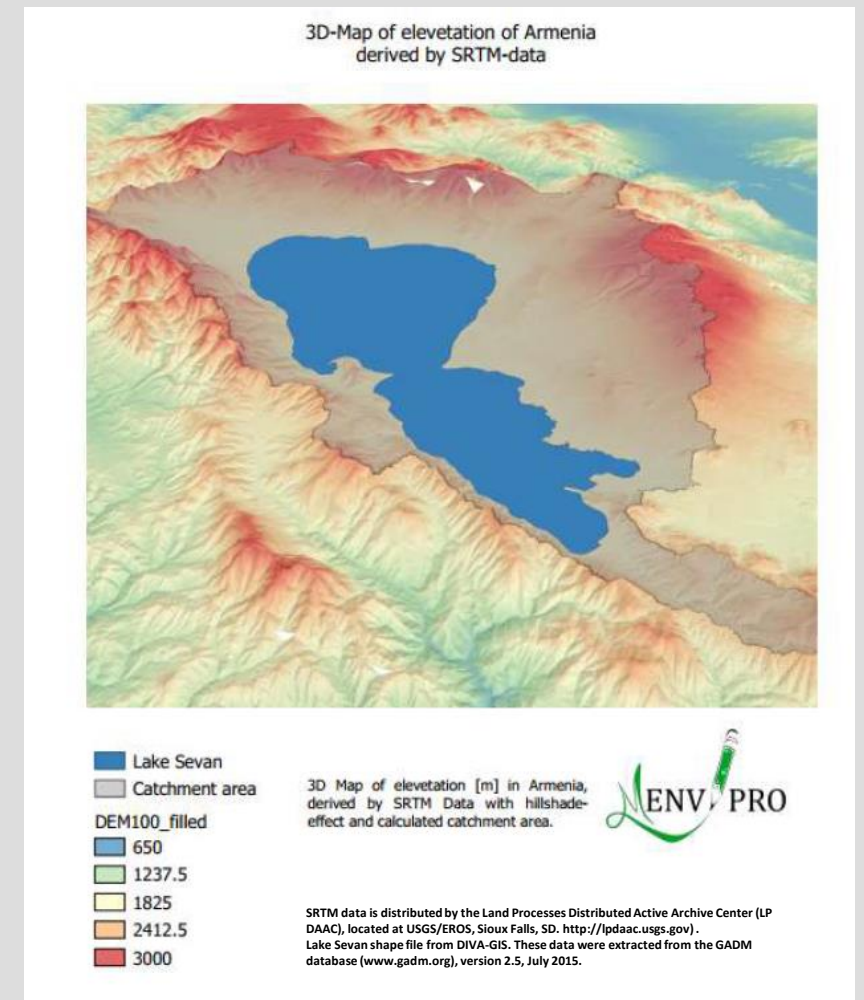 3D-Map of elevetation of Armenia
derived by SRTM-data
Lake Sevan
Catchment area
DEM100_filled
650
1237.5
1825
2412.5
3000
3D Map of elevetation [m] in Armenia,
derived by SRTM Data with hillshade-
effect and calculated catchment area.
MENVIPRO
SRTM data is distributed by the Land Processes Distributed Active Archive Center (LP
DAAC), located at USGS/EROS, Sioux Falls, SD. http://lpdaac.usgs.gov) .
Lake Sevan shape file from DIVA-GIS. These data were extracted from the GADM
database (www.gadm.org), version 2.5, July 2015.